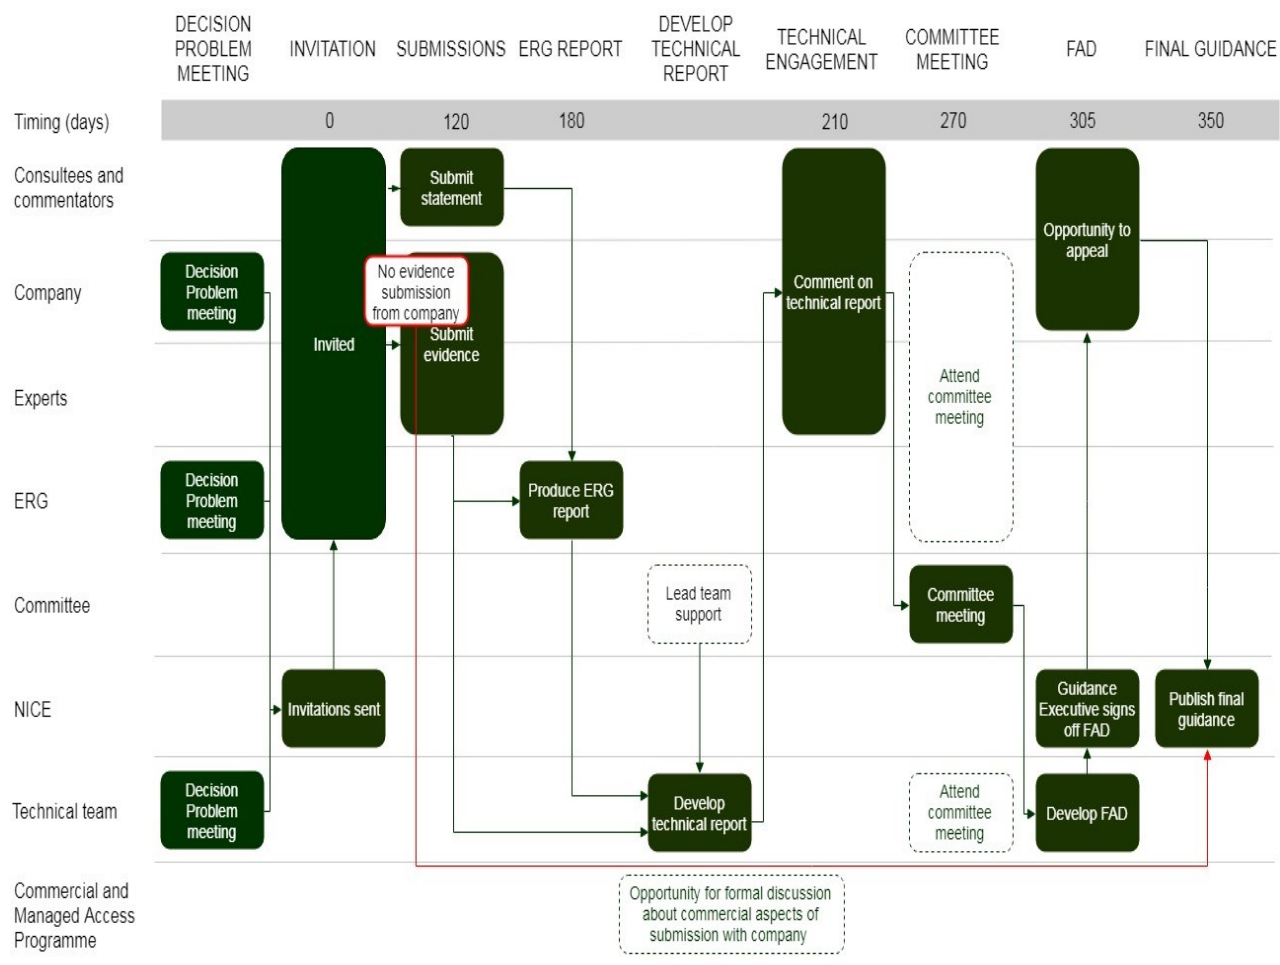 DECISION
PROBLEM
MEETING
INVITATION
SUBMISSIONS
ERG REPORT
DEVELOP
TECHNICAL
REPORT
TECHNICAL
ENGAGEMENT
COMMITTEE
MEETING
FAD
FINAL GUIDANCE
Timing (days)
0
120
180
210
270
305
350
Consultees and
commentators
Submit
statement
Opportunity to
appeal
Company
Decision
Problem
meeting
No evidence
submission
from company
Comment on
technical report
Invited
Submit
evidence
Attend
committee
meeting
Experts
ERG
Decision
Problem
meeting
Produce ERG
report
Committee
Lead team
support
Committee
meeting
NICE
Invitations sent
Guidance
Executive signs
off FAD
Publish final
guidance
Technical team
Decision
Problem
meeting
Develop
technical report
Attend
committee
meeting
Develop FAD
Commercial and
Managed Access
Programme
Opportunity for formal discussion
about commercial aspects of
submission with company